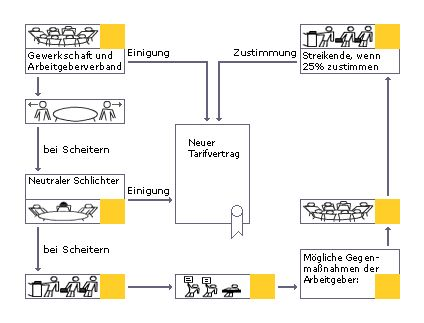 Gewerkschaft und
Arbeitgeberverband
Einigung
Zustimmung
Streikende, wenn
25% zustimmen
bei Scheitern
Neuer
Tarifvertrag
Neutraler Schlichter
Einigung
bei Scheitern
Mögliche Gegen-
maßnahmen der
Arbeitgeber: